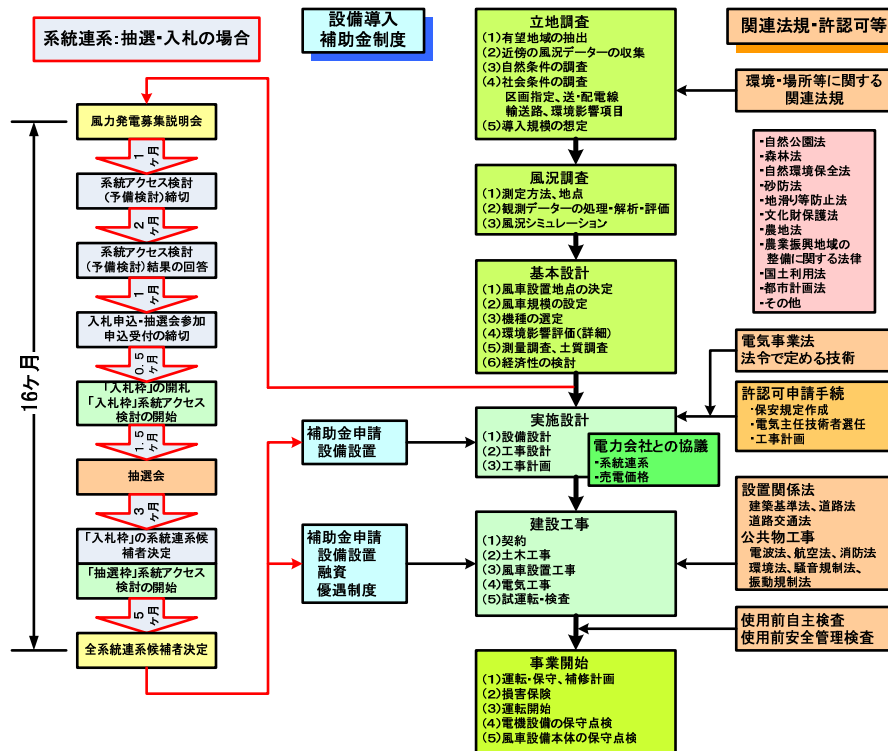 系統連系:抽選・入札の場合
風力発電募集説明会
1ヶ月
系統アクセス検討
(予備検討)締切
2ヶ月
系統アクセス検討
(予備検討)結果の回答
1ヶ月
入札申込・抽選会参加
申込受付の締切
0.5ヶ月
「入札枠」の開札
「入札枠」系統アクセス
検討の開始
1.5ヶ月
抽選会
3ヶ月
「入札枠」の系統連系候
補者決定
「抽選枠」系統アクセス
検討の開始
5ヶ月
全系統連系候補者決定
16ヶ月
設備導入
補助金制度
補助金申請
設備設置
補助金申請
設備設置
融資
優遇制度
立地調査
(1)有望地域の抽出
(2)近傍の風況データーの収集
(3)自然条件の調査
(4)社会条件の調査
区画指定、送・配電線
輸送路、環境影響項目
(5)導入規模の想定
風況調査
(1)測定方法、地点
(2)観測データーの処理・解析・評価
(3)風況シミュレーション
基本設計
(1)風車設置地点の決定
(2)風車規模の設定
(3)機種の選定
(4)環境影響評価(詳細)
(5)測量調査、土質調査
(6)経済性の検討
実施設計
(1)設備設計
(2)工事設計
(3)工事計画
電力会社との協議
・系統連系
・売電価格
建設工事
(1)契約
(2)土木工事
(3)風車設置工事
(4)電気工事
(5)試運転・検査
事業開始
(1)運転・保守、補修計画
(2)損害保険
(3)運転開始
(4)電機設備の保守点検
(5)風車設備本体の保守点検
関連法規・許認可等
環境・場所等に関する
関連法規
・自然公園法
・森林法
・自然環境保全法
・砂防法
・地滑り等防止法
・文化財保護法
・農地法
・農業振興地域の
整備に関する法律
・国土利用法
・都市計画法
・その他
電気事業法
法令で定める技術
許認可申請手続
・保安規定作成
・電気主任技術者選任
・工事計画
設置関係法
建築基準法、道路法
道路交通法
公共物工事
電波法、航空法、消防法
環境法、騒音規制法、
振動規制法
使用前自主検査
使用前安全管理検査